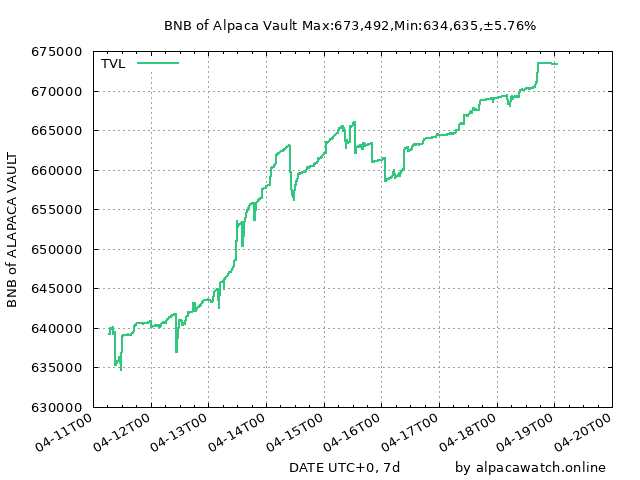 BNB of Alpaca Vault Max:673,492,Min:634,635,±5.76%
TVL
675000
670000
665000
660000
655000
650000
645000
640000
635000
630000
BNB of ALAPACA VAULT
04-11T00
04-12T00
04-13T00
04-14T00
04-15T00
04-16T00
04-17T00
04-18T00
04-19T00
04-20T00
DATE UTC+0, 7d
by alpacawatch.online